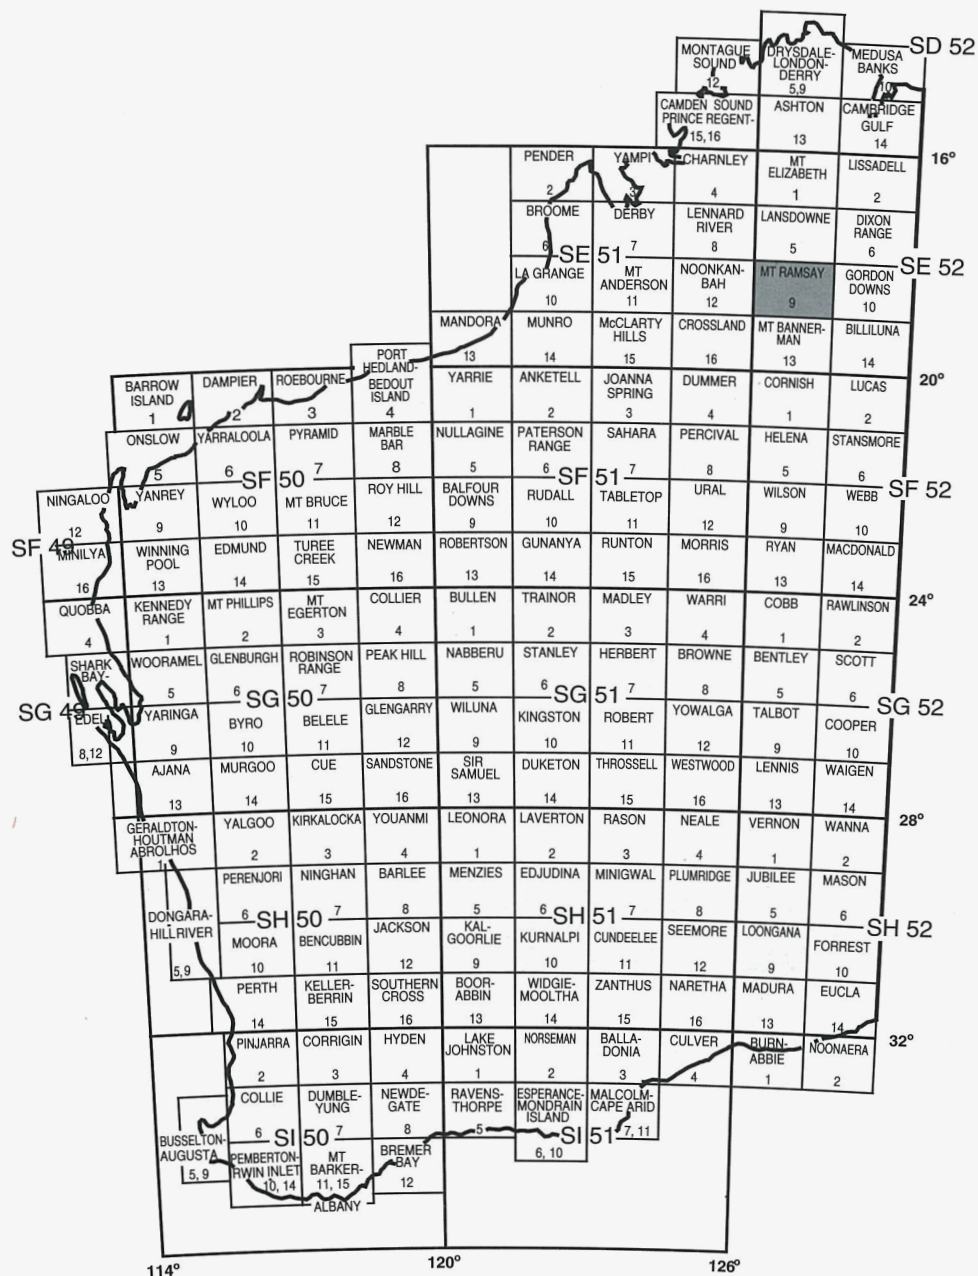 SD 52
MONTAGUE
SOUND
12
DRYSDALE-
LONDON-
DERRY
5,9
MEDUSA
BANKS
10
CAMDEN SOUND
PRINCE REGENT-
15, 16
ASHTON
13
CAMBRIDGE
GULF
14
16°
PENDER
2
YAMPI
3
CHARNLEY
4
MT
ELIZABETH
1
LISSADELL
2
BROOME
6
DERBY
7
LENNARD
RIVER
8
LANSDOWNE
5
DIXON
RANGE
6
SE 51
SE 52
LA GRANGE
10
MT
ANDERSON
11
NOONKAN-
BAH
12
MT RAMSAY
9
GORDON
DOWNS
10
MANDORA
13
MUNRO
14
McCLARTY
HILLS
15
CROSSLAND
16
MT BANNER-
MAN
13
BILLILUNA
14
20°
BARROW
ISLAND
1
DAMPIER
2
ROEBOURNE
3
PORT
HEDLAND-
BEDOUT
ISLAND
4
YARRIE
1
ANKETELL
2
JOANNA
SPRING
3
DUMMER
4
CORNISH
1
LUCAS
2
ONSLOW
5
YARRALOOLA
6
PYRAMID
7
MARBLE
BAR
8
NULLAGINE
5
PATERSON
RANGE
6
SAHARA
7
PERCIVAL
8
HELENA
5
STANSMORE
6
SF 50
SF 51
SF 52
NINGALOO
12
YANREY
9
WYLOO
10
MT BRUCE
11
ROY HILL
12
BALFOUR
DOWNS
9
RUDALL
10
TABLETOP
11
URAL
12
WILSON
9
WEBB
10
SF 49
MINILYA
16
WINNING
POOL
13
EDMUND
14
TUREE
CREEK
15
NEWMAN
16
ROBERTSON
13
GUNANYA
14
RUNTON
15
MORRIS
16
RYAN
13
MACDONALD
14
24°
QUOBBA
4
KENNEDY
RANGE
1
MT PHILLIPS
2
MT
EGERTON
3
COLLIER
4
BULLEN
1
TRAINOR
2
MADLEY
3
WARRI
4
COBB
1
RAWLINSON
2
SHARK
BAY-
EDEL
8,12
WOORAMEL
5
GLENBURGH
6
ROBINSON
RANGE
7
PEAK HILL
8
NABBERU
5
STANLEY
6
HERBERT
7
BROWNE
8
BENTLEY
5
SCOTT
6
SG 49
SG 50
SG 51
SG 52
YARINGA
9
BYRO
10
BELELE
11
GLENGARRY
12
WILUNA
9
KINGSTON
10
ROBERT
11
YOWALGA
12
TALBOT
9
COOPER
10
AJANA
13
MURGOO
14
CUE
15
SANDSTONE
16
SIR
SAMUEL
13
DUKETON
14
THROSSELL
15
WESTWOOD
16
LENNIS
13
WAIGEN
14
28°
GERALDTON-
HOUTMAN
ABROLHOS
1
YALGOO
2
KIRKALOCKA
3
YOUANMI
4
LEONORA
1
LAVERTON
2
RASON
3
NEALE
4
VERNON
1
WANNA
2
DONGARA-
HILL RIVER
5,9
PERENJORI
6
NINGHAN
7
BARLEE
8
MENZIES
5
EDJUDINA
6
MINIGWAL
7
PLUMRIDGE
8
JUBILEE
5
MASON
6
SH 50
SH 51
SH 52
MOORA
10
BENCUBBIN
11
JACKSON
12
KAL-
GOORLIE
9
KURNALPI
10
CUNDEELEE
11
SEEMORE
12
LOONGANA
9
FORREST
10
PERTH
14
KELLER-
BERRIN
15
SOUTHERN
CROSS
16
BOOR-
ABBIN
13
WIDGIE-
MOOLTHA
14
ZANTHUS
15
NARETHA
16
MADURA
13
EUCLA
14
32°
PINJARRA
2
CORRIGIN
3
HYDEN
4
LAKE
JOHNSTON
1
NORSEMAN
2
BALLA-
DONIA
3
CULVER
4
BURN-
ABBIE
1
NOONAERA
2
BUSSELTON-
AUGUSTA
5, 9
COLLIE
6
DUMBLE-
YUNG
7
NEWDE-
GATE
8
RAVENS-
THORPE
5
ESPERANCE-
MONDRAIN
ISLAND
6, 10
MALCOLM-
CAPE ARID
7, 11
SI 50
SI 51
PEMBERTON-
RWIN INLET
10, 14
MT
BARKER-
11, 15
ALBANY
BREMER
BAY
12
114°
120°
126°